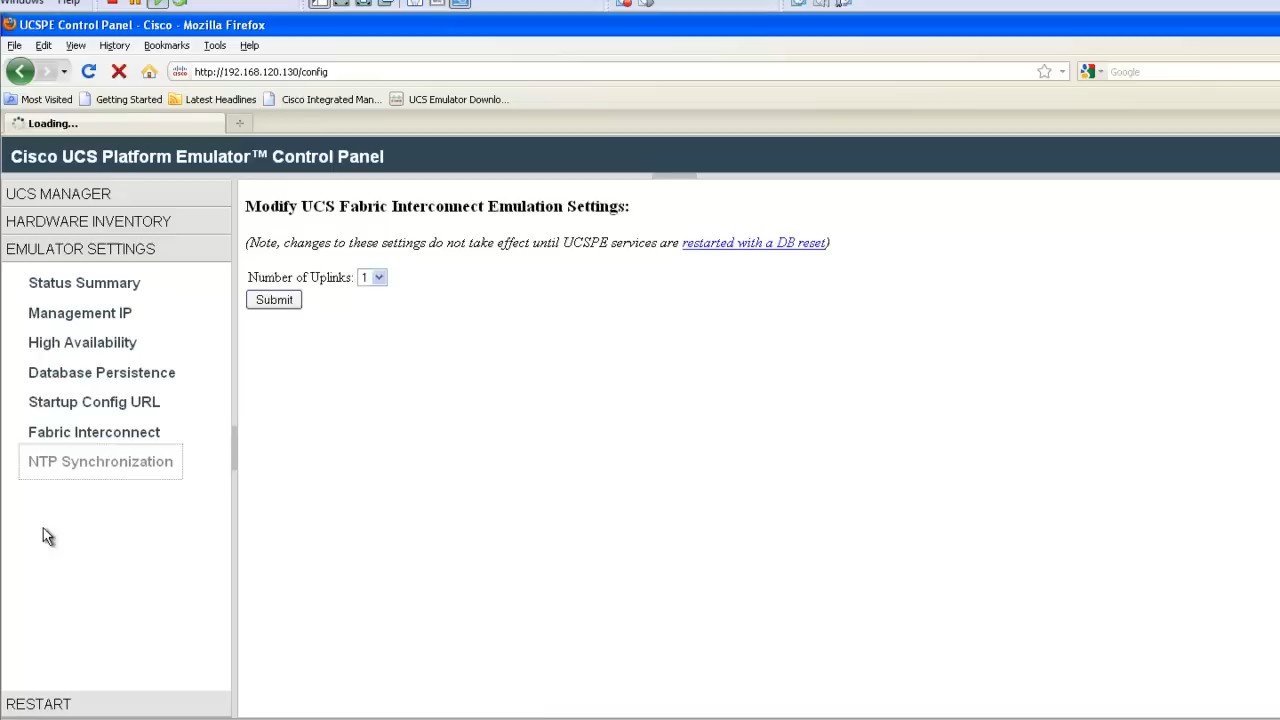 Windows Help
UCSPE Control Panel - Cisco - Mozilla Firefox
File Edit View History Bookmarks Tools Help
http://192.168.120.130/config
Google
Most Visited Getting Started Latest Headlines Cisco Integrated Man... UCS Emulator Downlo...
Loading...
Cisco UCS Platform Emulator™ Control Panel
UCS MANAGER
HARDWARE INVENTORY
EMULATOR SETTINGS
Status Summary
Management IP
High Availability
Database Persistence
Startup Config URL
Fabric Interconnect
NTP Synchronization
RESTART
Modify UCS Fabric Interconnect Emulation Settings:
(Note, changes to these settings do not take effect until UCSPE services are restarted with a DB reset)
Number of Uplinks: 1
Submit